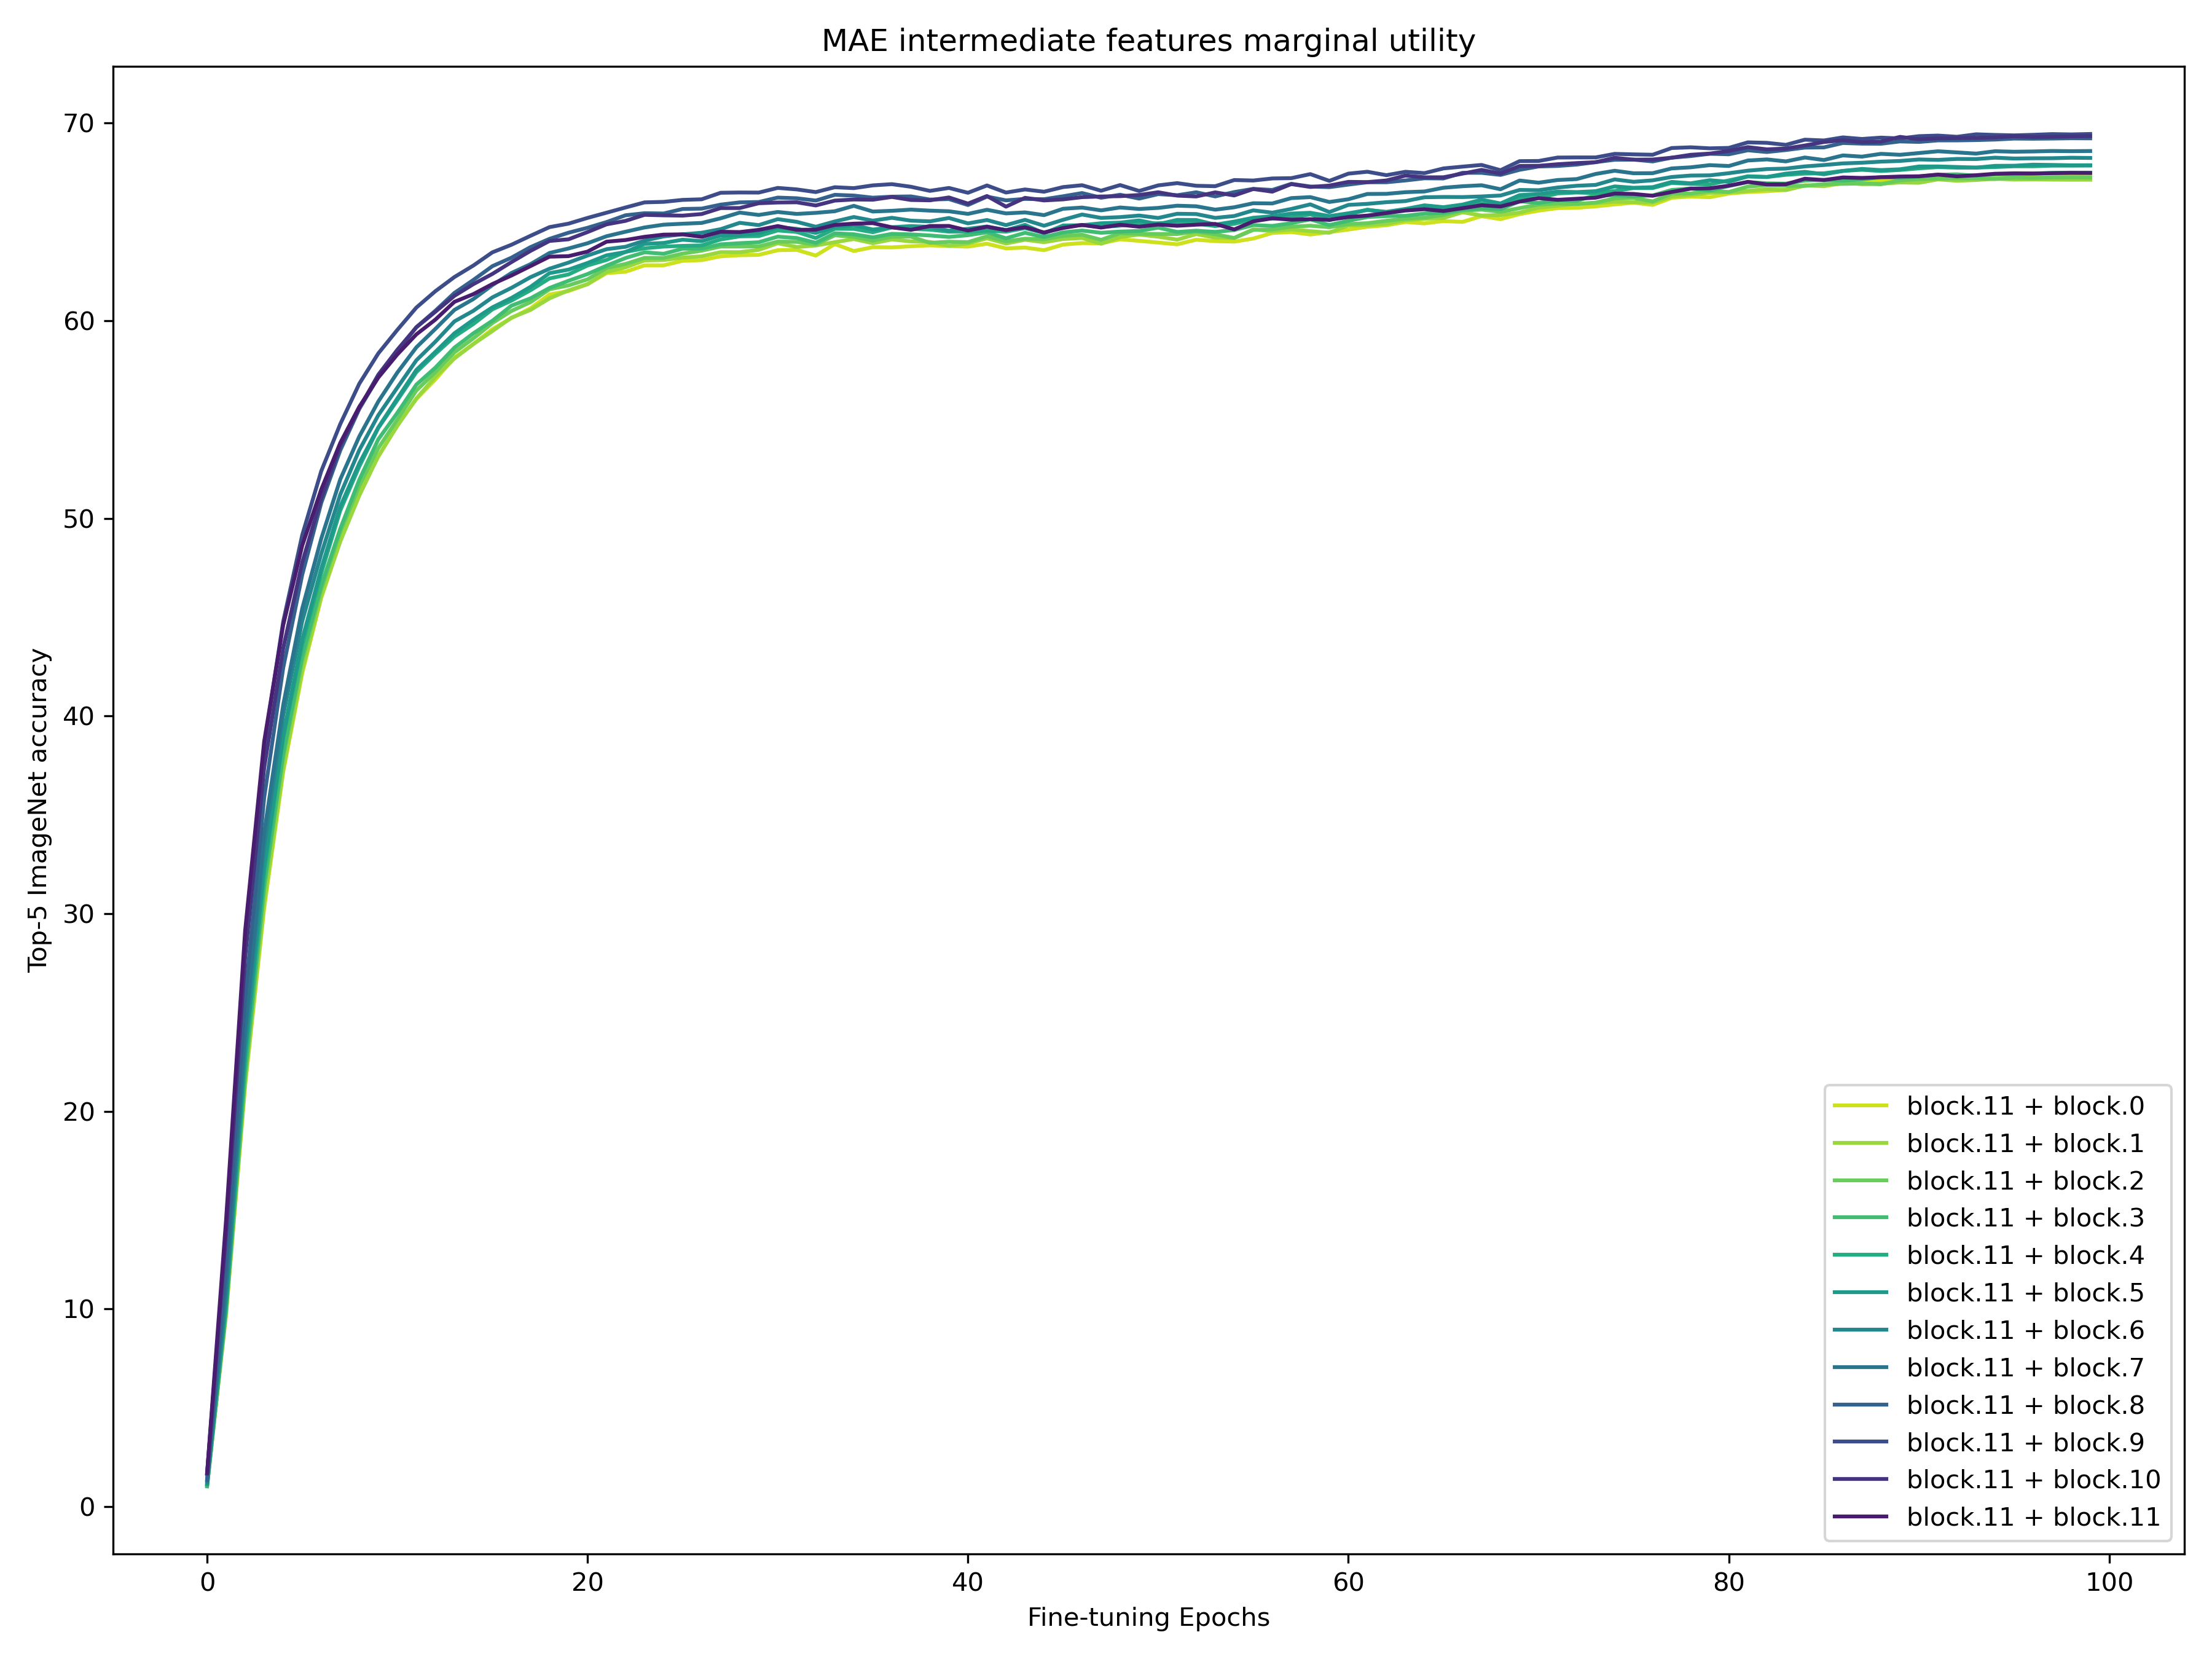 MAE intermediate features marginal utility
Top-5 ImageNet accuracy
70
60
50
40
30
20
10
0
block.11 + block.0
block.11 + block.1
block.11 + block.2
block.11 + block.3
block.11 + block.4
block.11 + block.5
block.11 + block.6
block.11 + block.7
block.11 + block.8
block.11 + block.9
block.11 + block.10
block.11 + block.11
0 20 40 60 80 100
Fine-tuning Epochs